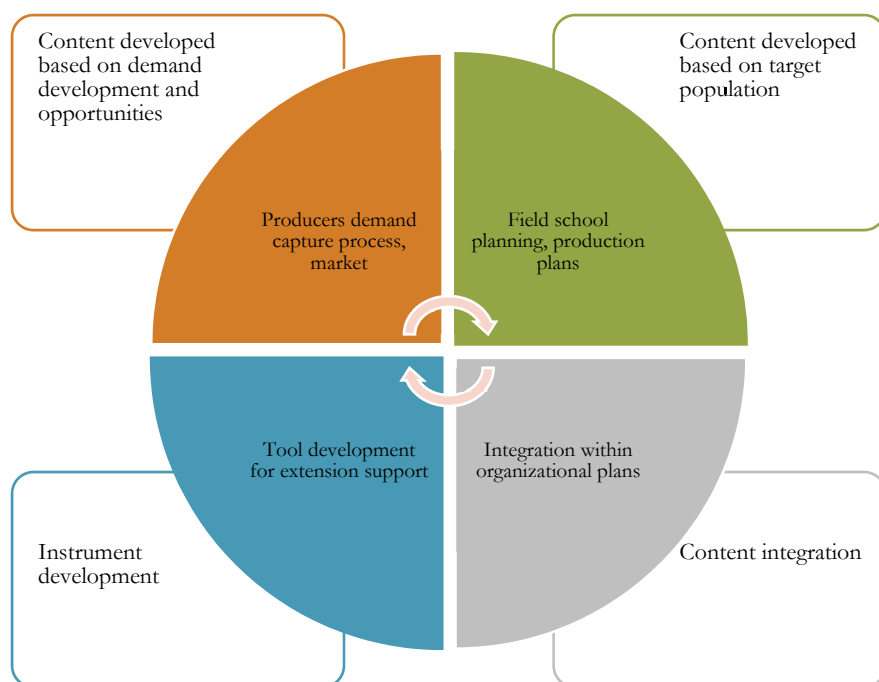 Content developed
based on demand
development and
opportunities
Content developed
based on target
population
Producers demand
capture process,
market
Field school
planning, production
plans
Tool development
for extension support
Integration within
organizational plans
Instrument
development
Content integration